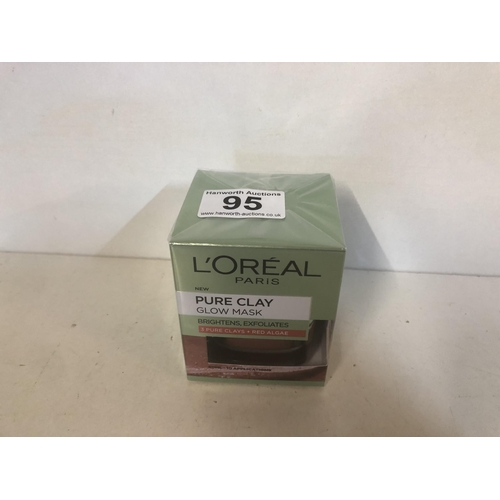 Hanworth Auctions
95
www.hanworth-auctions.co.uk
L'ORÉAL
PARIS
NEW
PURE CLAY
GLOW MASK
BRIGHTENS, EXFOLIATES
3 PURE CLAYS + RED ALGAE